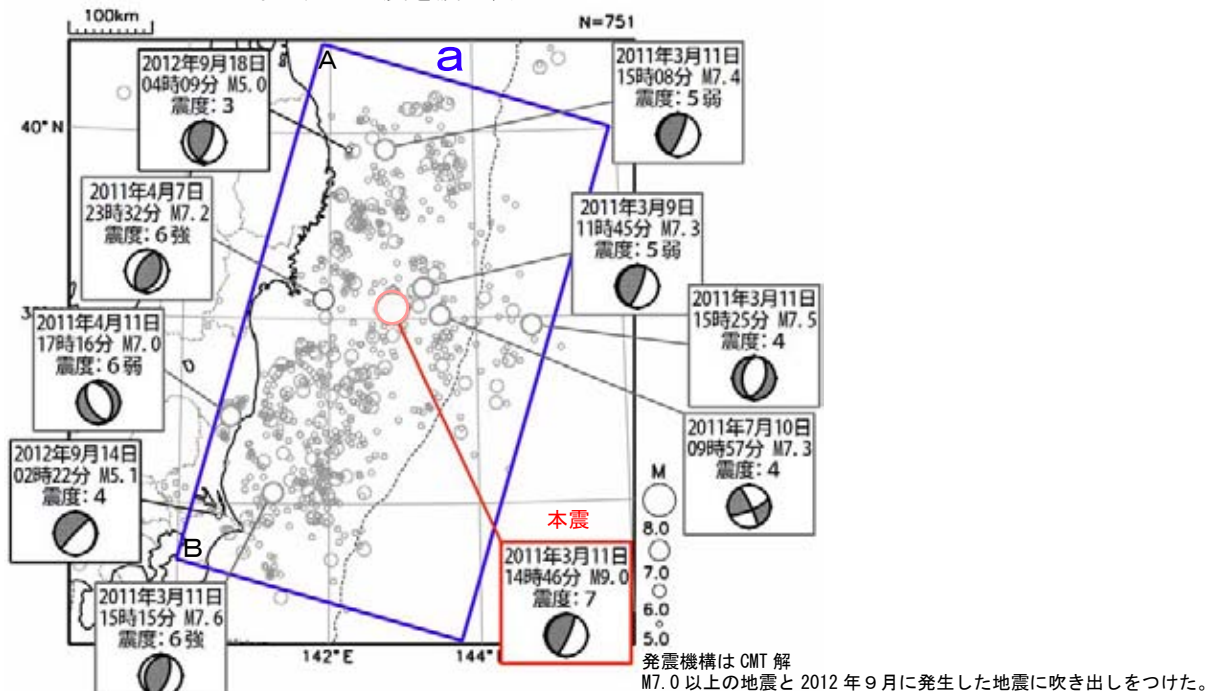 100km
N=751
A
a
2012年9月18日
04時09分 M5.0
震度：3
2011年3月11日
15時08分 M7.4
震度：5弱
40°N
2011年4月7日
23時32分 M7.2
震度：6強
2011年3月9日
11時45分 M7.3
震度：5弱
2011年3月11日
15時25分 M7.5
震度：4
2011年4月11日
17時16分 M7.0
震度：6弱
2011年7月10日
09時57分 M7.3
震度：4
2012年9月14日
02時22分 M5.1
震度：4
B
本震
2011年3月11日
14時46分 M9.0
震度：7
M
8.0
7.0
6.0
5.0
2011年3月11日
15時15分 M7.6
震度：6強
142°E
144°
発震機構は CMT 解
M7.0 以上の地震と 2012 年９月に発生した地震に吹き出しをつけた。